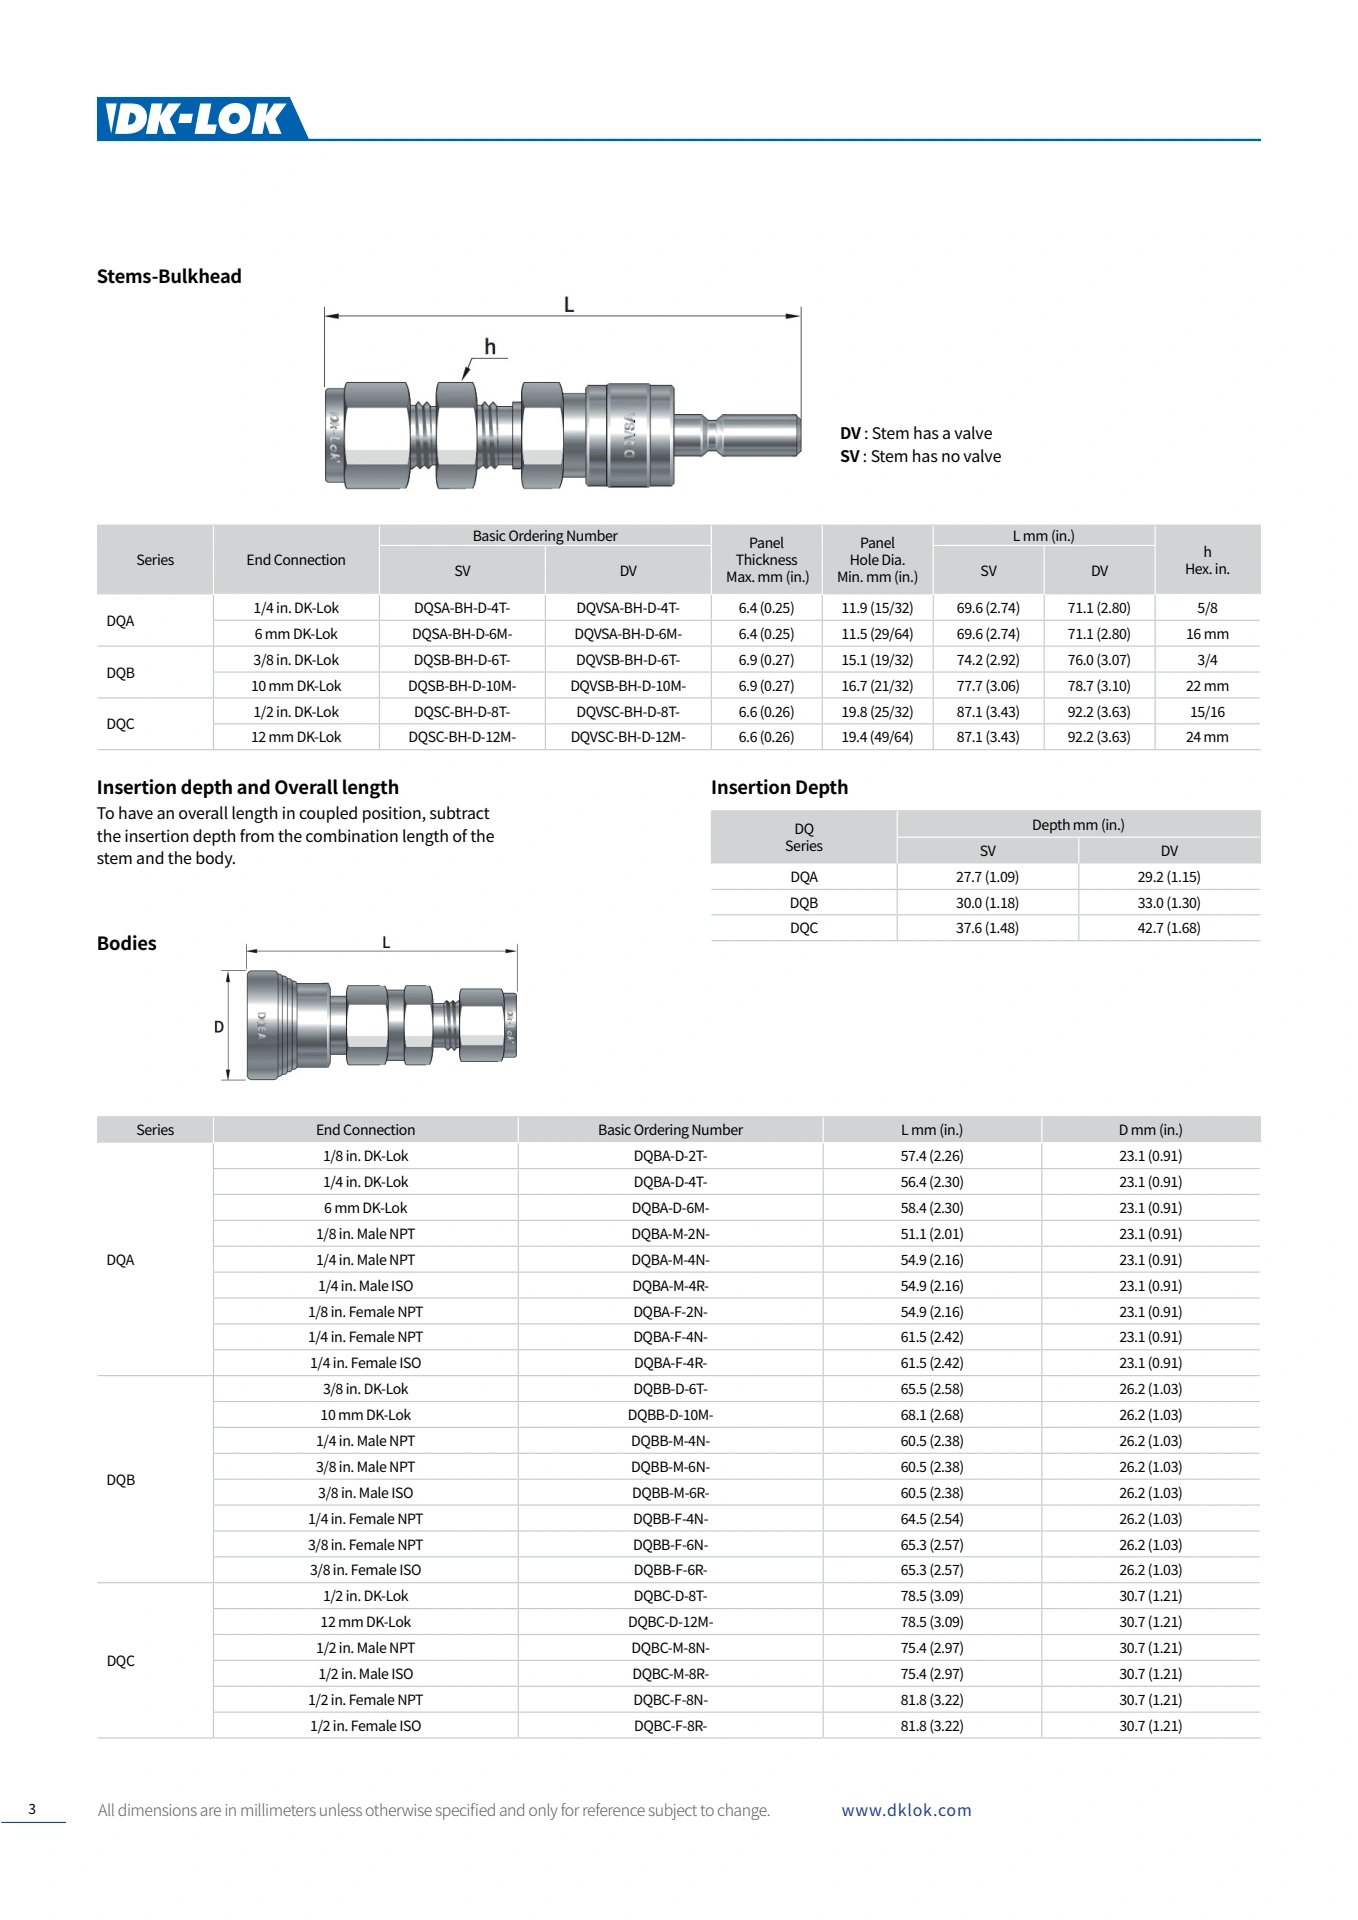 DK-LOK
Stems-Bulkhead
L
h
DK-Lok
DQVSA
DV : Stem has a valve
SV : Stem has no valve
Series End Connection Basic Ordering Number Panel Thickness Max. mm (in.) Panel Hole Dia. Min. mm (in.) L mm (in.) h Hex. in.
SV DV SV DV
DQA 1/4 in. DK-Lok DQSA-BH-D-4T- DQVSA-BH-D-4T- 6.4 (0.25) 11.9 (15/32) 69.6 (2.74) 71.1 (2.80) 5/8
6 mm DK-Lok DQSA-BH-D-6M- DQVSA-BH-D-6M- 6.4 (0.25) 11.5 (29/64) 69.6 (2.74) 71.1 (2.80) 16 mm
DQB 3/8 in. DK-Lok DQSB-BH-D-6T- DQVSB-BH-D-6T- 6.9 (0.27) 15.1 (19/32) 74.2 (2.92) 76.0 (3.07) 3/4
10 mm DK-Lok DQSB-BH-D-10M- DQVSB-BH-D-10M- 6.9 (0.27) 16.7 (21/32) 77.7 (3.06) 78.7 (3.10) 22 mm
DQC 1/2 in. DK-Lok DQSC-BH-D-8T- DQVSC-BH-D-8T- 6.6 (0.26) 19.8 (25/32) 87.1 (3.43) 92.2 (3.63) 15/16
12 mm DK-Lok DQSC-BH-D-12M- DQVSC-BH-D-12M- 6.6 (0.26) 19.4 (49/64) 87.1 (3.43) 92.2 (3.63) 24 mm
Insertion depth and Overall length
To have an overall length in coupled position, subtract
the insertion depth from the combination length of the
stem and the body.
Insertion Depth
DQ Series Depth mm (in.)
SV DV
DQA 27.7 (1.09) 29.2 (1.15)
DQB 30.0 (1.18) 33.0 (1.30)
DQC 37.6 (1.48) 42.7 (1.68)
Bodies
L
D
DK-Lok
Series End Connection Basic Ordering Number L mm (in.) D mm (in.)
DQA 1/8 in. DK-Lok DQBA-D-2T- 57.4 (2.26) 23.1 (0.91)
1/4 in. DK-Lok DQBA-D-4T- 56.4 (2.30) 23.1 (0.91)
6 mm DK-Lok DQBA-D-6M- 58.4 (2.30) 23.1 (0.91)
1/8 in. Male NPT DQBA-M-2N- 51.1 (2.01) 23.1 (0.91)
1/4 in. Male NPT DQBA-M-4N- 54.9 (2.16) 23.1 (0.91)
1/4 in. Male ISO DQBA-M-4R- 54.9 (2.16) 23.1 (0.91)
1/8 in. Female NPT DQBA-F-2N- 54.9 (2.16) 23.1 (0.91)
1/4 in. Female NPT DQBA-F-4N- 61.5 (2.42) 23.1 (0.91)
1/4 in. Female ISO DQBA-F-4R- 61.5 (2.42) 23.1 (0.91)
DQB 3/8 in. DK-Lok DQBB-D-6T- 65.5 (2.58) 26.2 (1.03)
10 mm DK-Lok DQBB-D-10M- 68.1 (2.68) 26.2 (1.03)
1/4 in. Male NPT DQBB-M-4N- 60.5 (2.38) 26.2 (1.03)
3/8 in. Male NPT DQBB-M-6N- 60.5 (2.38) 26.2 (1.03)
3/8 in. Male ISO DQBB-M-6R- 60.5 (2.38) 26.2 (1.03)
1/4 in. Female NPT DQBB-F-4N- 64.5 (2.54) 26.2 (1.03)
3/8 in. Female NPT DQBB-F-6N- 65.3 (2.57) 26.2 (1.03)
3/8 in. Female ISO DQBB-F-6R- 65.3 (2.57) 26.2 (1.03)
DQC 1/2 in. DK-Lok DQBC-D-8T- 78.5 (3.09) 30.7 (1.21)
12 mm DK-Lok DQBC-D-12M- 78.5 (3.09) 30.7 (1.21)
1/2 in. Male NPT DQBC-M-8N- 75.4 (2.97) 30.7 (1.21)
1/2 in. Male ISO DQBC-M-8R- 75.4 (2.97) 30.7 (1.21)
1/2 in. Female NPT DQBC-F-8N- 81.8 (3.22) 30.7 (1.21)
1/2 in. Female ISO DQBC-F-8R- 81.8 (3.22) 30.7 (1.21)
3 All dimensions are in millimeters unless otherwise specified and only for reference subject to change. www.dklok.com